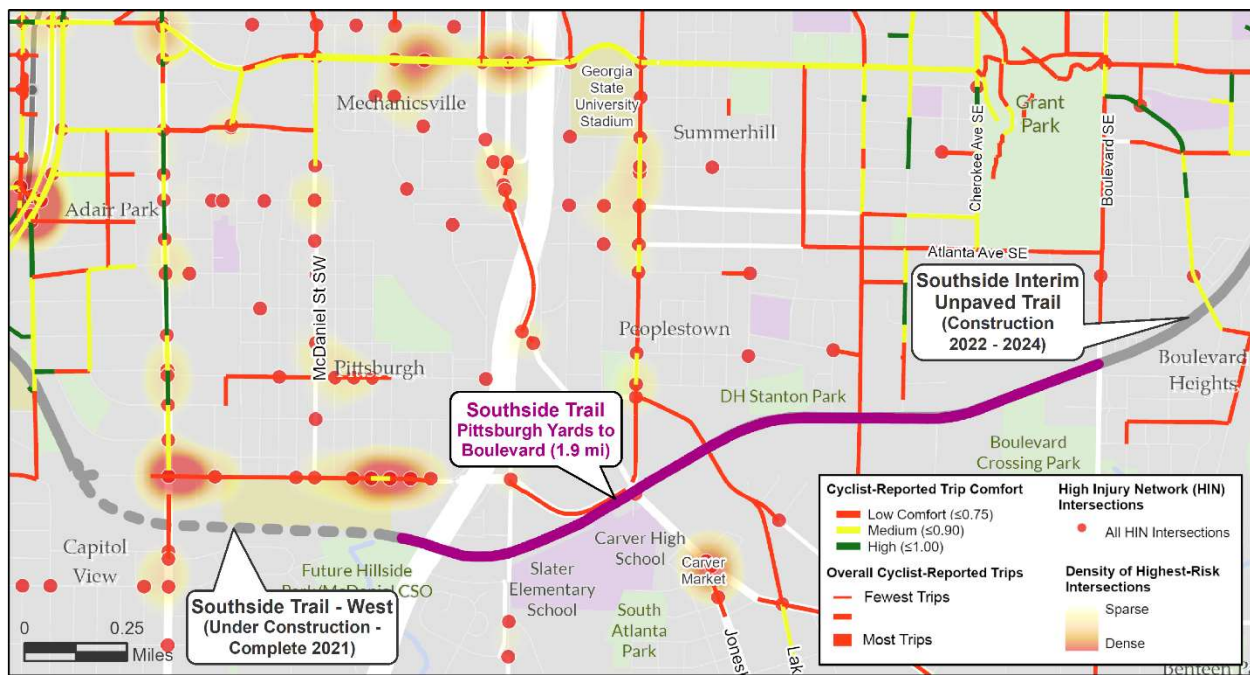 Georgia
State
University
Stadium
Mechanicsville
Summerhill
Grant
Park
Cherokee Ave SE
Boulevard SE
Adair Park
McDaniel St SW
Atlanta Ave SE
Southside Interim
Unpaved Trail
(Construction
2022 - 2024)
Peoplestown
Pittsburgh
Boulevard
Heights
DH Stanton Park
Southside Trail
Pittsburgh Yards to
Boulevard (1.9 mi)
Boulevard
Crossing Park
Capitol
View
Carver High
School
Carver
Market
Future Hillside
CSO
Slater
Elementary
School
South
Atlanta
Park
Southside Trail - West
(Under Construction -
Complete 2021)
Jonesb
Lak
0 0.25
Miles
Cyclist-Reported Trip Comfort
Low Comfort (≤0.75)
Medium (≤0.90)
High (≤1.00)
Overall Cyclist-Reported Trips
Fewest Trips
Most Trips
High Injury Network (HIN)
Intersections
All HIN Intersections
Density of Highest-Risk
Intersections
Sparse
Dense